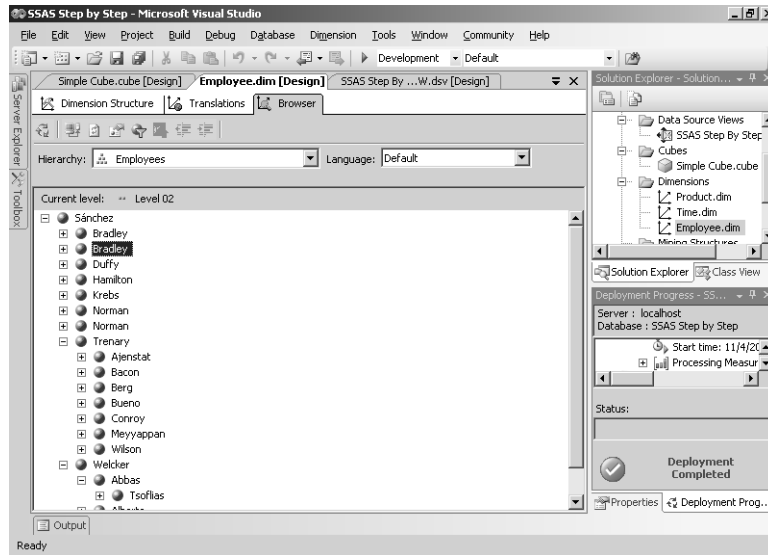 SSAS Step by Step - Microsoft Visual Studio
File Edit View Project Build Debug Database Dimension Tools Window Community Help
Development Default
Simple Cube.cube [Design] Employee.dim [Design] SSAS Step By ...W.dsv [Design]
Dimension Structure Translations Browser
Hierarchy: Employees Language: Default
Current level: Level 02
Sánchez
Bradley
Bradley
Duffy
Hamilton
Krebs
Norman
Norman
Trenary
Ajenstat
Bacon
Berg
Bueno
Conroy
Meyyappan
Wilson
Welcker
Abbas
Tsoflias
Server Explorer
Toolbox
Solution Explorer - Solution...
Data Source Views
SSAS Step By Step
Cubes
Simple Cube.cube
Dimensions
Product.dim
Time.dim
Employee.dim
Mining Structures
Solution Explorer Class View
Deployment Progress - SS...
Server : localhost
Database : SSAS Step by Step
Start time: 11/4/20
Processing Measur
Status:
Deployment
Completed
Properties Deployment Prog...
Output
Ready